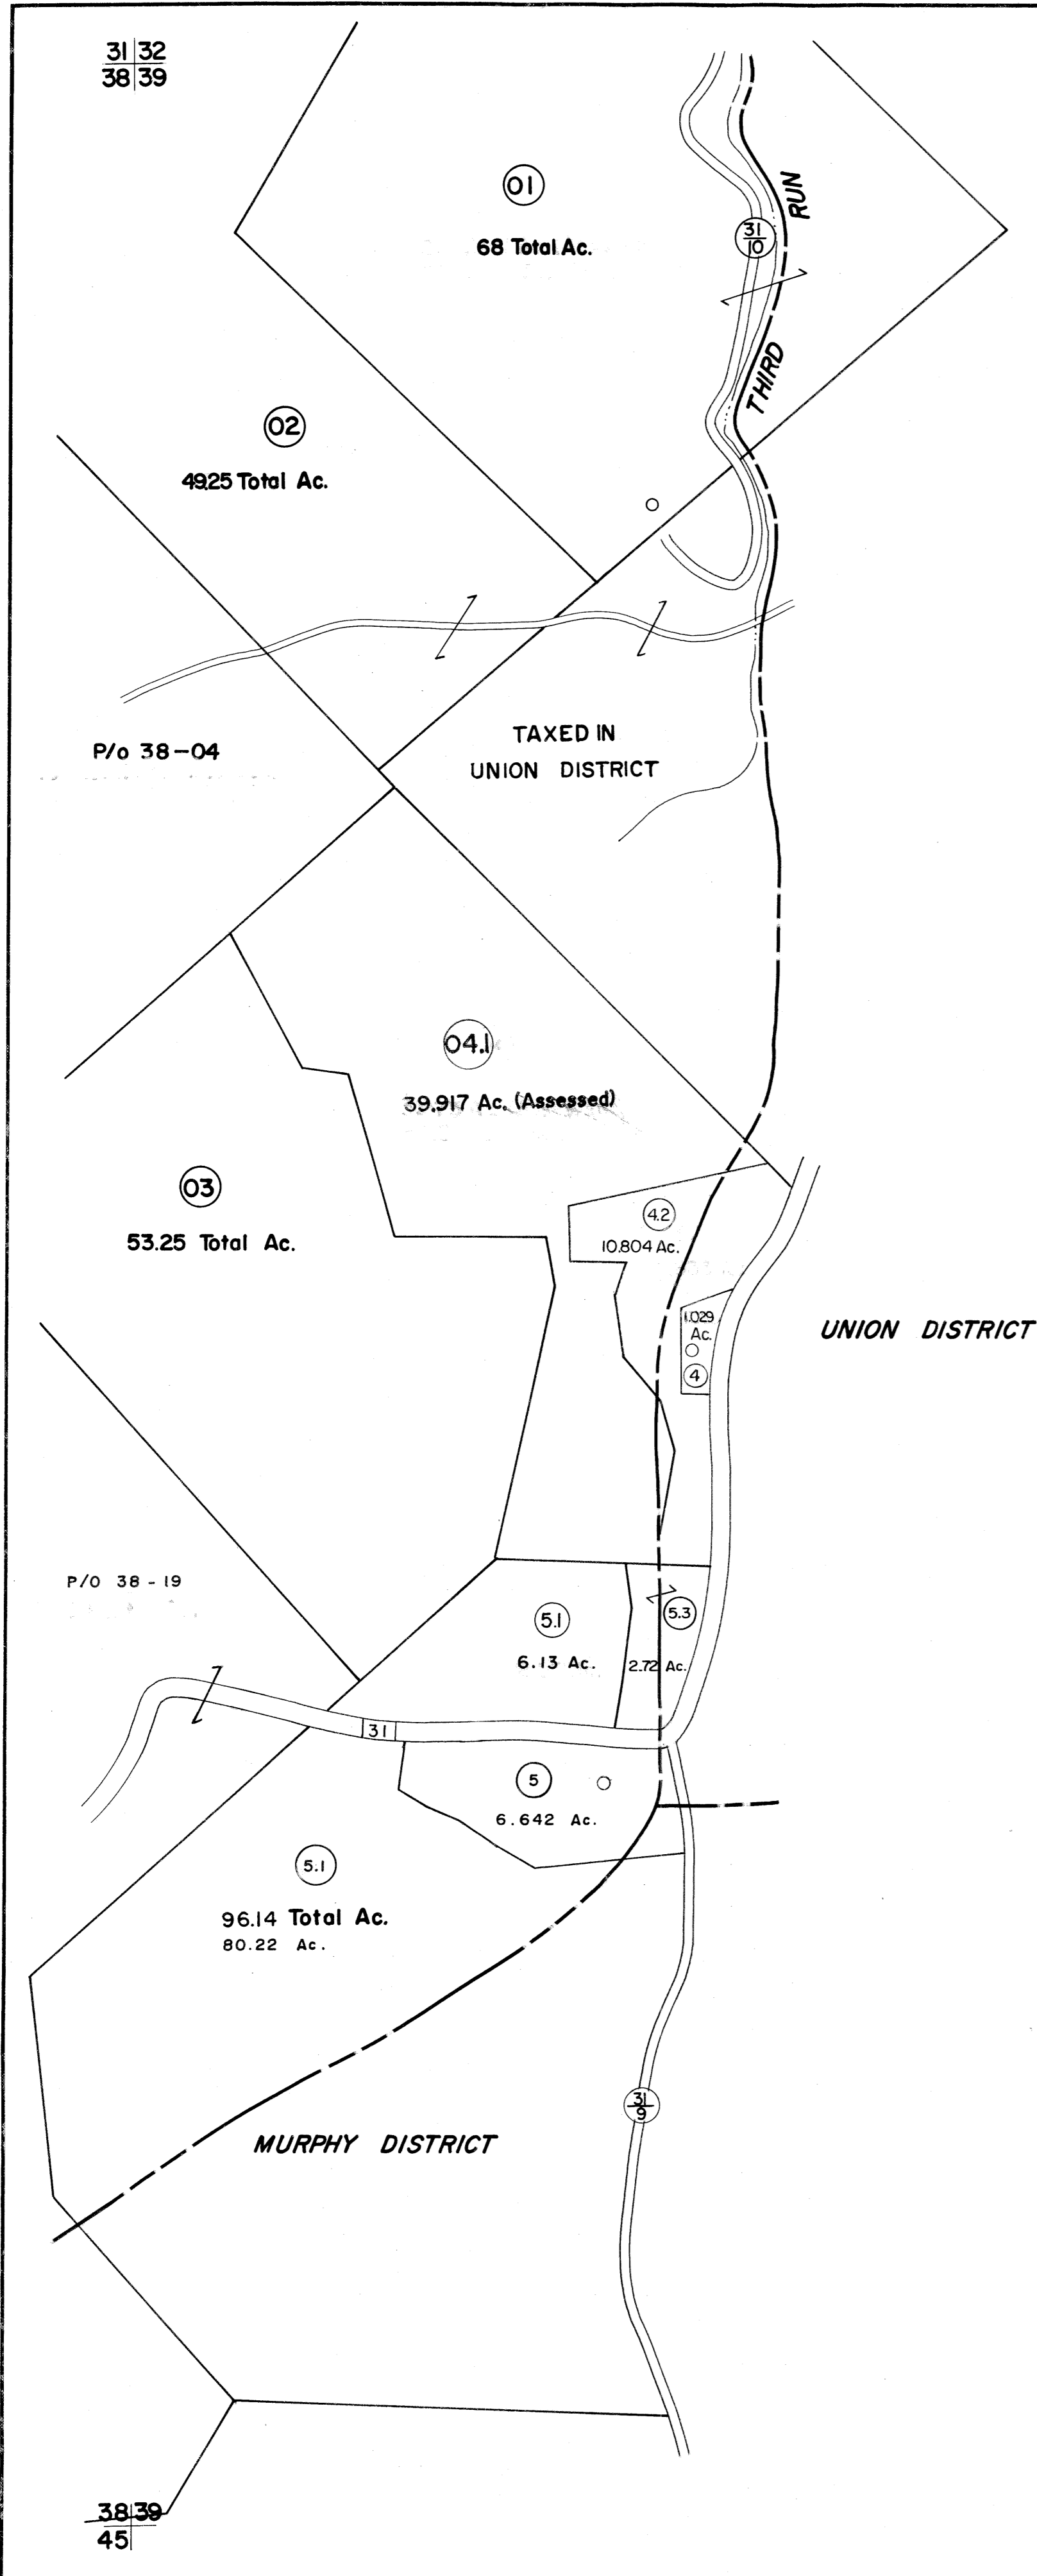 31 32
38 39
01
68 Total Ac.
RUN
31
10
THIRD
02
49.25 Total Ac.
P/o 38-04
TAXED IN
UNION DISTRICT
04.1
39.917 Ac. (Assessed)
03
53.25 Total Ac.
4.2
10.804 Ac.
1.029
Ac.
4
UNION DISTRICT
P/O 38-19
5.1
6.13 Ac.
5.3
2.72 Ac.
31
5
6.642 Ac.
5.1
96.14 Total Ac.
80.22 Ac.
31
9
MURPHY DISTRICT
38 39
45